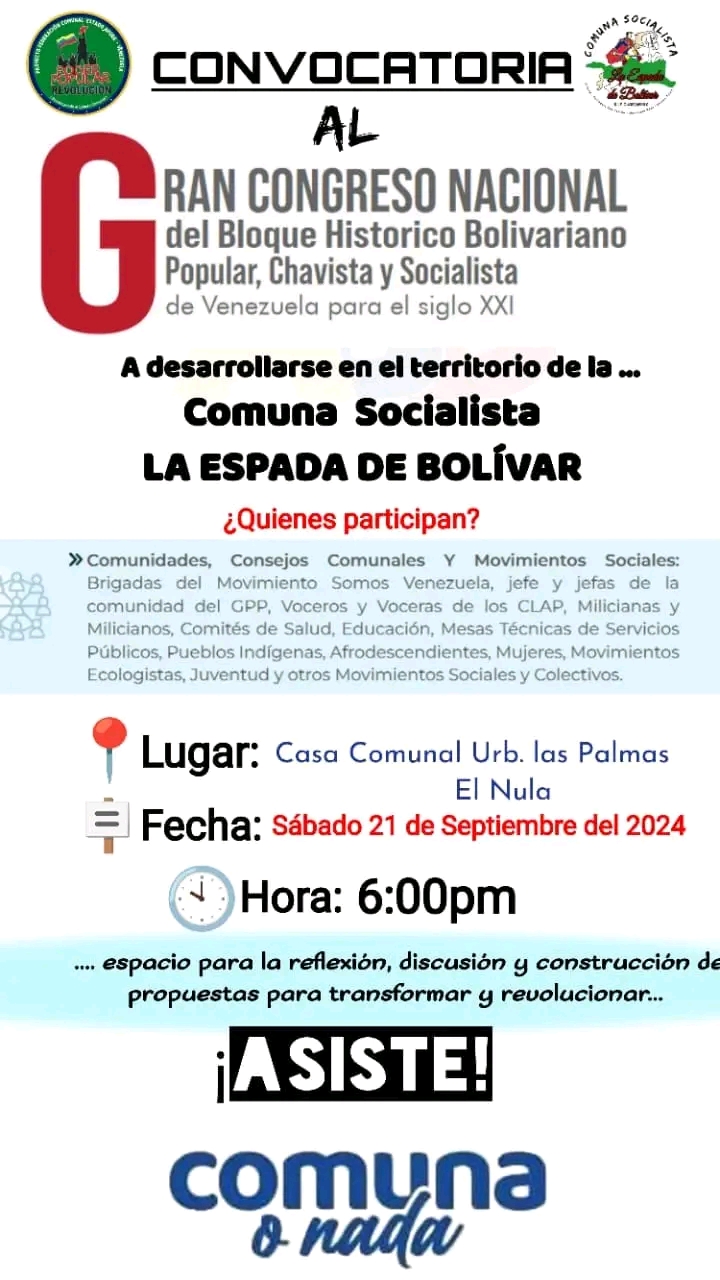 CONVOCATORIA
AL
GRAN CONGRESO NACIONAL
del Bloque Historico Bolivariano
Popular, Chavista y Socialista
de Venezuela para el siglo XXI
A desarrollarse en el territorio de la ...
Comuna Socialista
LA ESPADA DE BOLÍVAR
¿Quienes participan?
» Comunidades, Consejos Comunales Y Movimientos Sociales:
Brigadas del Movimiento Somos Venezuela, jefe y jefas de la
comunidad del GPP, Voceros y Voceras de los CLAP, Milicianas y
Milicianos, Comités de Salud, Educación, Mesas Técnicas de Servicios
Públicos, Pueblos Indígenas, Afrodescendientes, Mujeres, Movimientos
Ecologistas, Juventud y otros Movimientos Sociales y Colectivos.
Lugar: Casa Comunal Urb. las Palmas
El Nula
Fecha: Sábado 21 de Septiembre del 2024
Hora: 6:00pm
.... espacio para la reflexión, discusión y construcción de
propuestas para transformar y revolucionar...
¡ASISTE!
comuna
o nada
COMUNA SOCIALISTA
La Espada
de Bolívar
PODER
POPULAR
REVOLUCIÓN